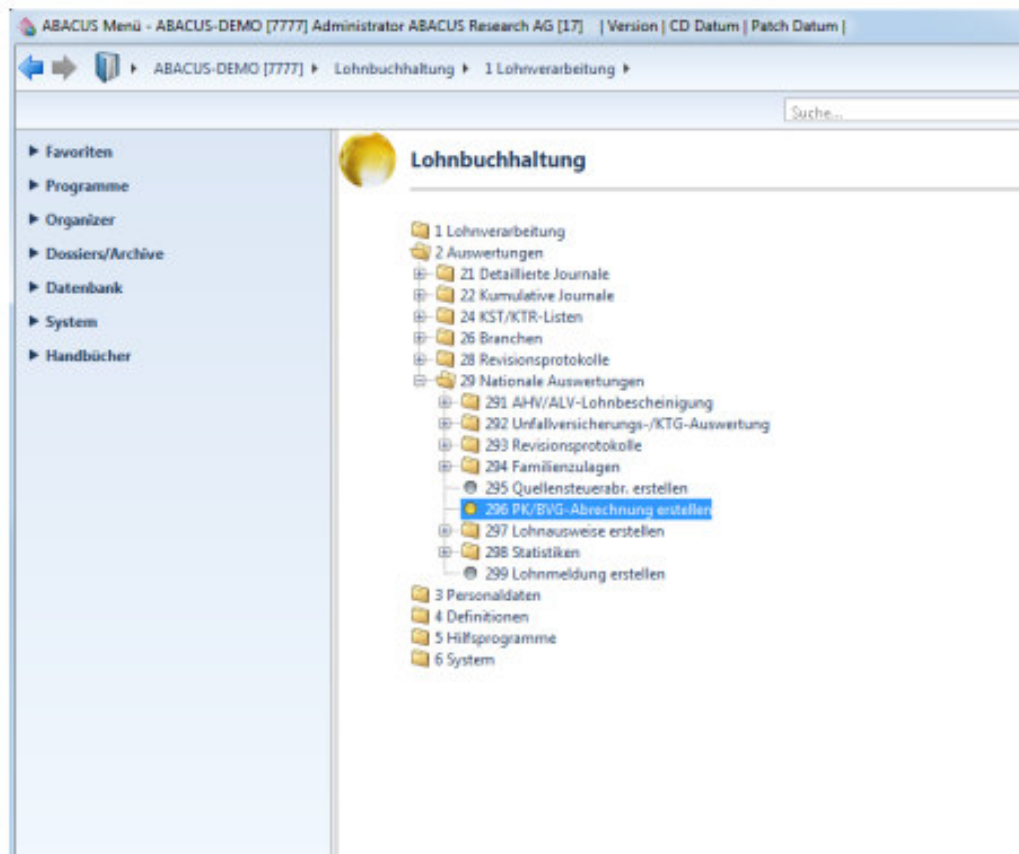 ABACUS Menü - ABACUS-DEMO [7777] Administrator ABACUS Research AG [17] | Version | CD Datum | Patch Datum |
ABACUS-DEMO [7777] Lohnbuchhaltung 1 Lohnverarbeitung
Suche...
Favoriten
Programme
Organizer
Dossiers/Archive
Datenbank
System
Handbücher
Lohnbuchhaltung
1 Lohnverarbeitung
2 Auswertungen
21 Detaillierte Journale
22 Kumulative Journale
24 KST/KTR-Listen
26 Branchen
28 Revisionsprotokolle
29 Nationale Auswertungen
291 AHV/ALV-Lohnbescheinigung
292 Unfallversicherungs-/KTG-Auswertung
293 Revisionsprotokolle
294 Familienzulagen
295 Quellensteuerabr. erstellen
296 PK/BVG-Abrechnung erstellen
297 Lohnausweise erstellen
298 Statistiken
299 Lohnmeldung erstellen
3 Personaldaten
4 Definitionen
5 Hilfsprogramme
6 System